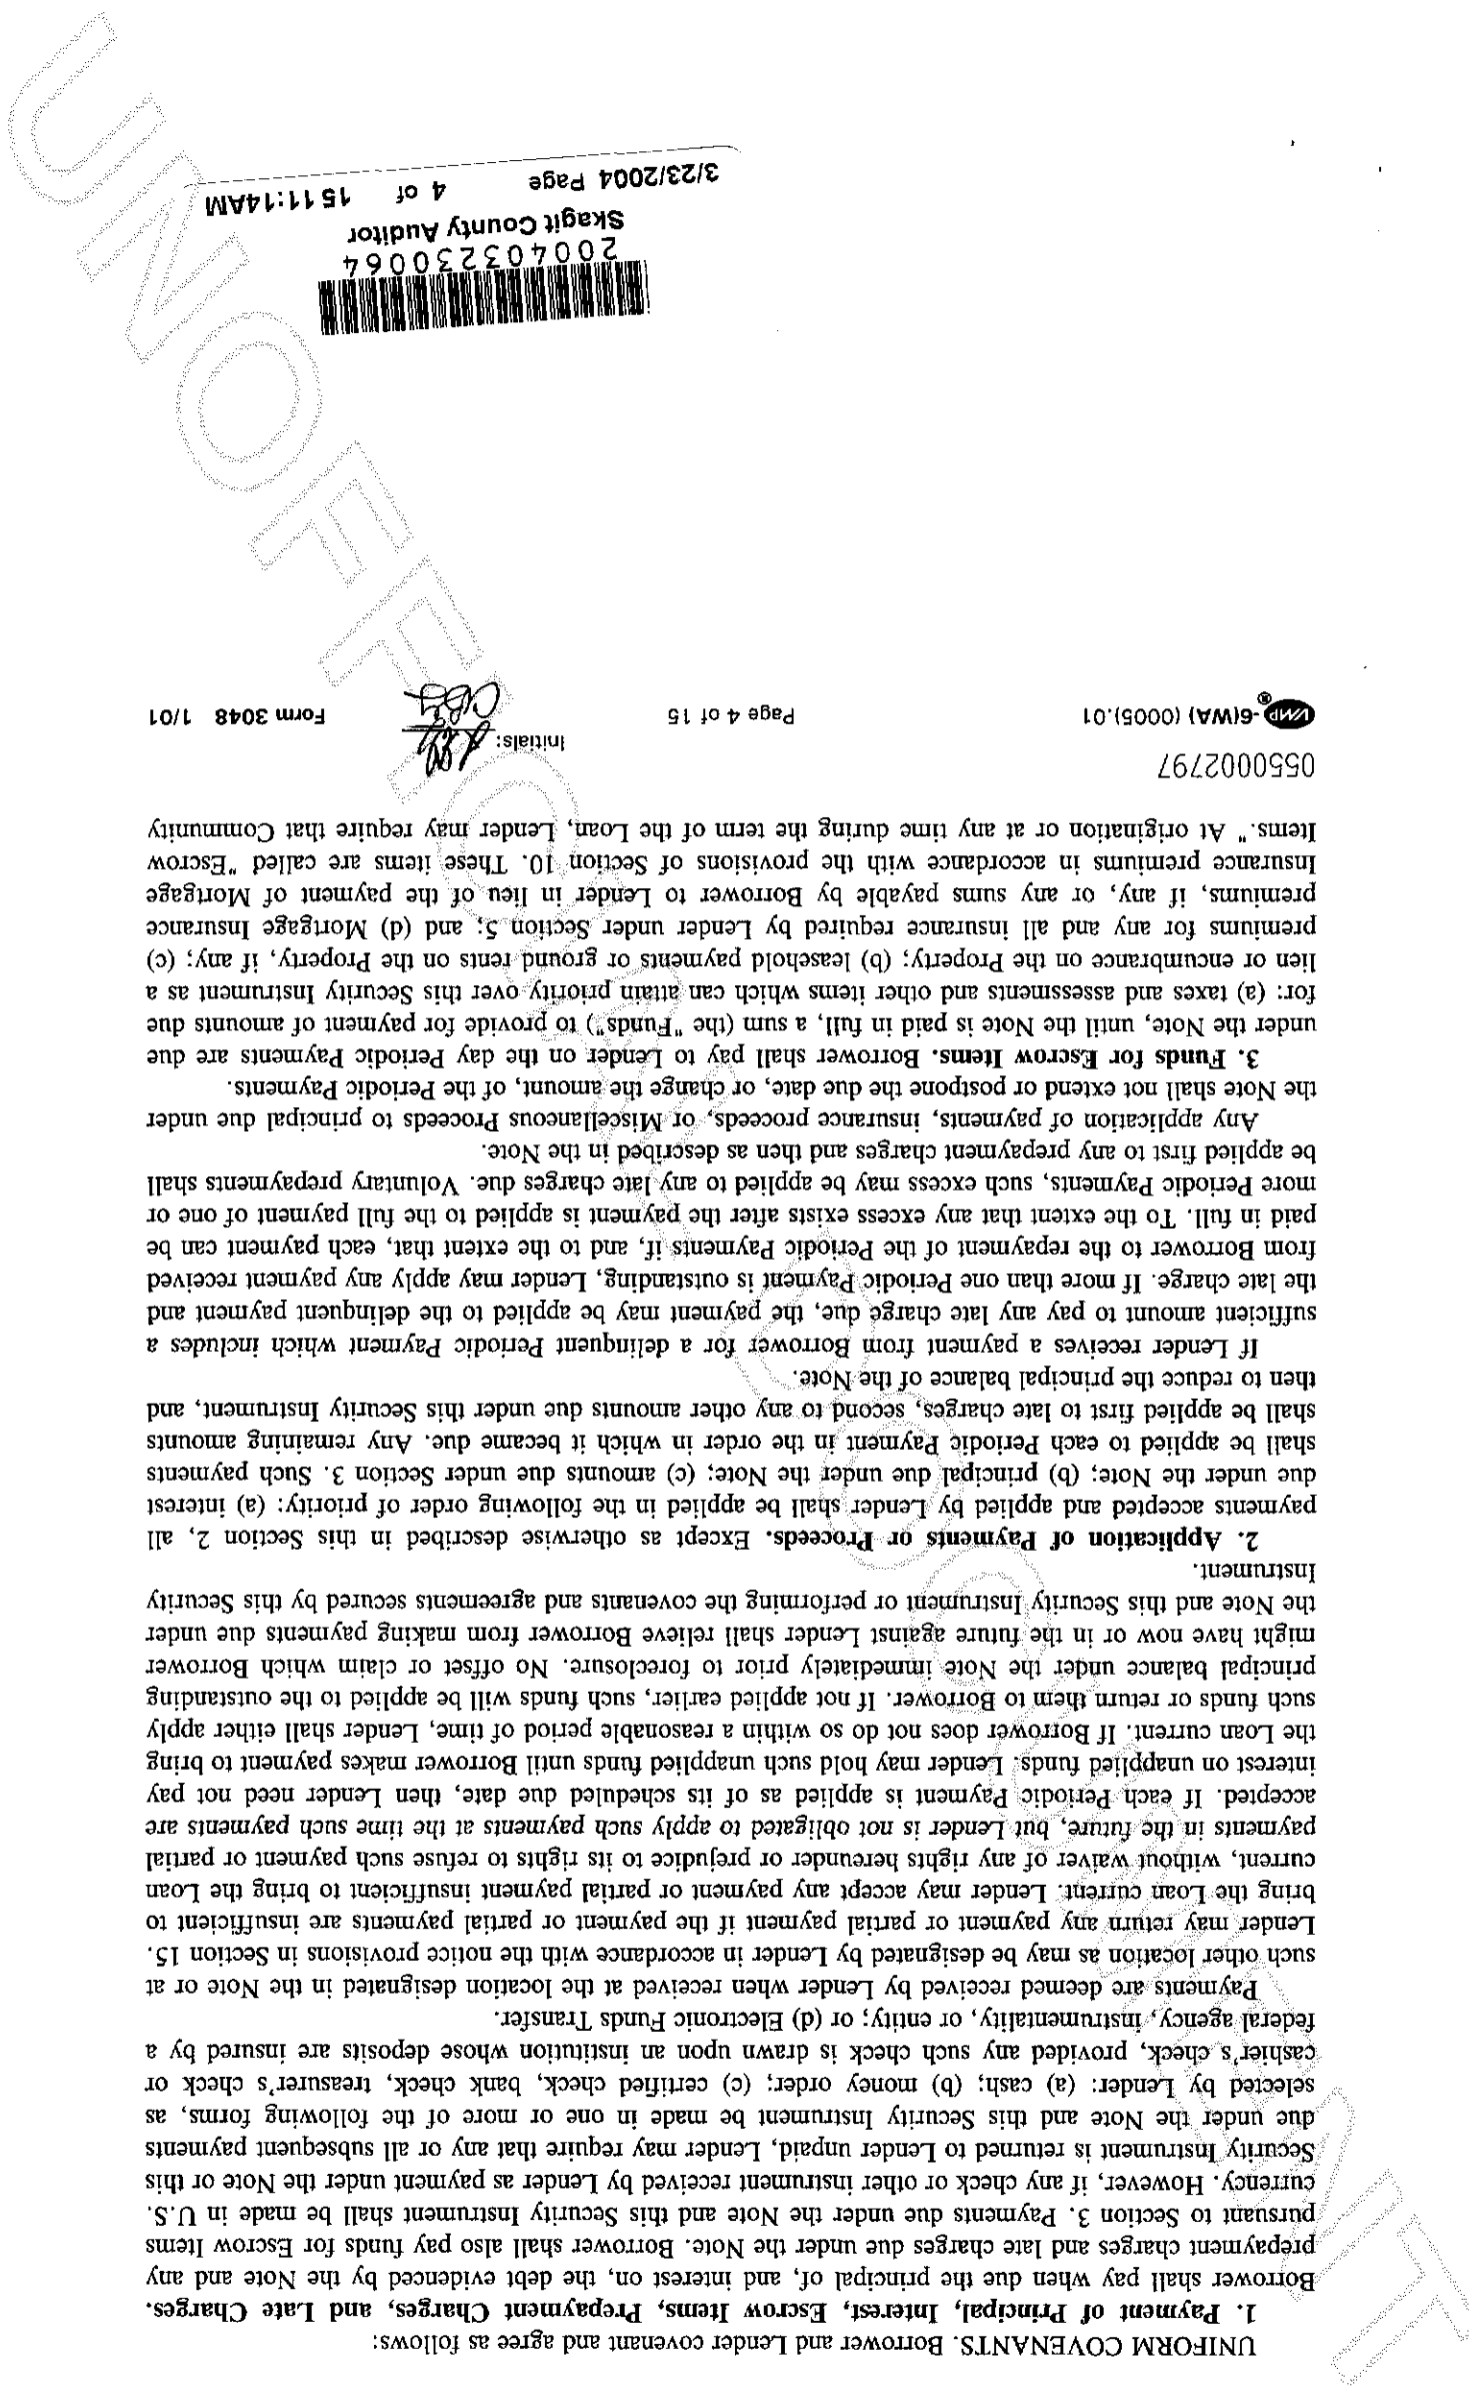 UNIFORM COVENANTS. Borrower and Lender covenant and agree as follows:
1. Payment of Principal, Interest, Escrow Items, Prepayment Charges, and Late Charges.
Borrower shall pay when due the principal of, and interest on, the debt evidenced by the Note and any
prepayment charges and late charges due under the Note. Borrower shall also pay funds for Escrow Items
pursuant to Section 3. Payments due under the Note and this Security Instrument shall be made in U.S.
currency. However, if any check or other instrument received by Lender as payment under the Note or this
Security Instrument is returned to Lender unpaid, Lender may require that any or all subsequent payments
due under the Note and this Security Instrument be made in one or more of the following forms, as
selected by Lender: (a) cash; (b) money order; (c) certified check, bank check, treasurer's check or
cashier's check, provided any such check is drawn upon an institution whose deposits are insured by a
federal agency, instrumentality, or entity; or (d) Electronic Funds Transfer.
Payments are deemed received by Lender when received at the location designated in the Note or at
such other location as may be designated by Lender in accordance with the notice provisions in Section 15.
Lender may return any payment or partial payment if the payment or partial payments are insufficient to
bring the Loan current. Lender may accept any payment or partial payment insufficient to bring the Loan
current, without waiver of any rights hereunder or prejudice to its rights to refuse such payment or partial
payments in the future, but Lender is not obligated to apply such payments at the time such payments are
accepted. If each Periodic Payment is applied as of its scheduled due date, then Lender need not pay
interest on unapplied funds. Lender may hold such unapplied funds until Borrower makes payment to bring
the Loan current. If Borrower does not do so within a reasonable period of time, Lender shall either apply
such funds or return them to Borrower. If not applied earlier, such funds will be applied to the outstanding
principal balance under the Note immediately prior to foreclosure. No offset or claim which Borrower
might have now or in the future against Lender shall relieve Borrower from making payments due under
the Note and this Security Instrument or performing the covenants and agreements secured by this Security
Instrument.
2. Application of Payments or Proceeds. Except as otherwise described in this Section 2, all
payments accepted and applied by Lender shall be applied in the following order of priority: (a) interest
due under the Note; (b) principal due under the Note; (c) amounts due under Section 3. Such payments
shall be applied to each Periodic Payment in the order in which it became due. Any remaining amounts
shall be applied first to late charges, second to any other amounts due under this Security Instrument, and
then to reduce the principal balance of the Note.
If Lender receives a payment from Borrower for a delinquent Periodic Payment which includes a
sufficient amount to pay any late charge due, the payment may be applied to the delinquent payment and
the late charge. If more than one Periodic Payment is outstanding, Lender may apply any payment received
from Borrower to the repayment of the Periodic Payments if, and to the extent that, each payment can be
paid in full. To the extent that any excess exists after the payment is applied to the full payment of one or
more Periodic Payments, such excess may be applied to any late charges due. Voluntary prepayments shall
be applied first to any prepayment charges and then as described in the Note.
Any application of payments, insurance proceeds, or Miscellaneous Proceeds to principal due under
the Note shall not extend or postpone the due date, or change the amount, of the Periodic Payments.
3. Funds for Escrow Items. Borrower shall pay to Lender on the day Periodic Payments are due
under the Note, until the Note is paid in full, a sum (the "Funds") to provide for payment of amounts due
for: (a) taxes and assessments and other items which can attain priority over this Security Instrument as a
lien or encumbrance on the Property; (b) leasehold payments or ground rents on the Property, if any; (c)
premiums for any and all insurance required by Lender under Section 5; and (d) Mortgage Insurance
premiums, if any, or any sums payable by Borrower to Lender in lieu of the payment of Mortgage
Insurance premiums in accordance with the provisions of Section 10. These items are called "Escrow
Items." At origination or at any time during the term of the Loan, Lender may require that Community
0550002797
Initials:
VMP®-6(WA) (0005).01 Page 4 of 15 Form 3048 1/01
200403230064
Skagit County Auditor
3/23/2004 Page 4 of 15 11:14AM
UNOFFICIAL DOCUMENT